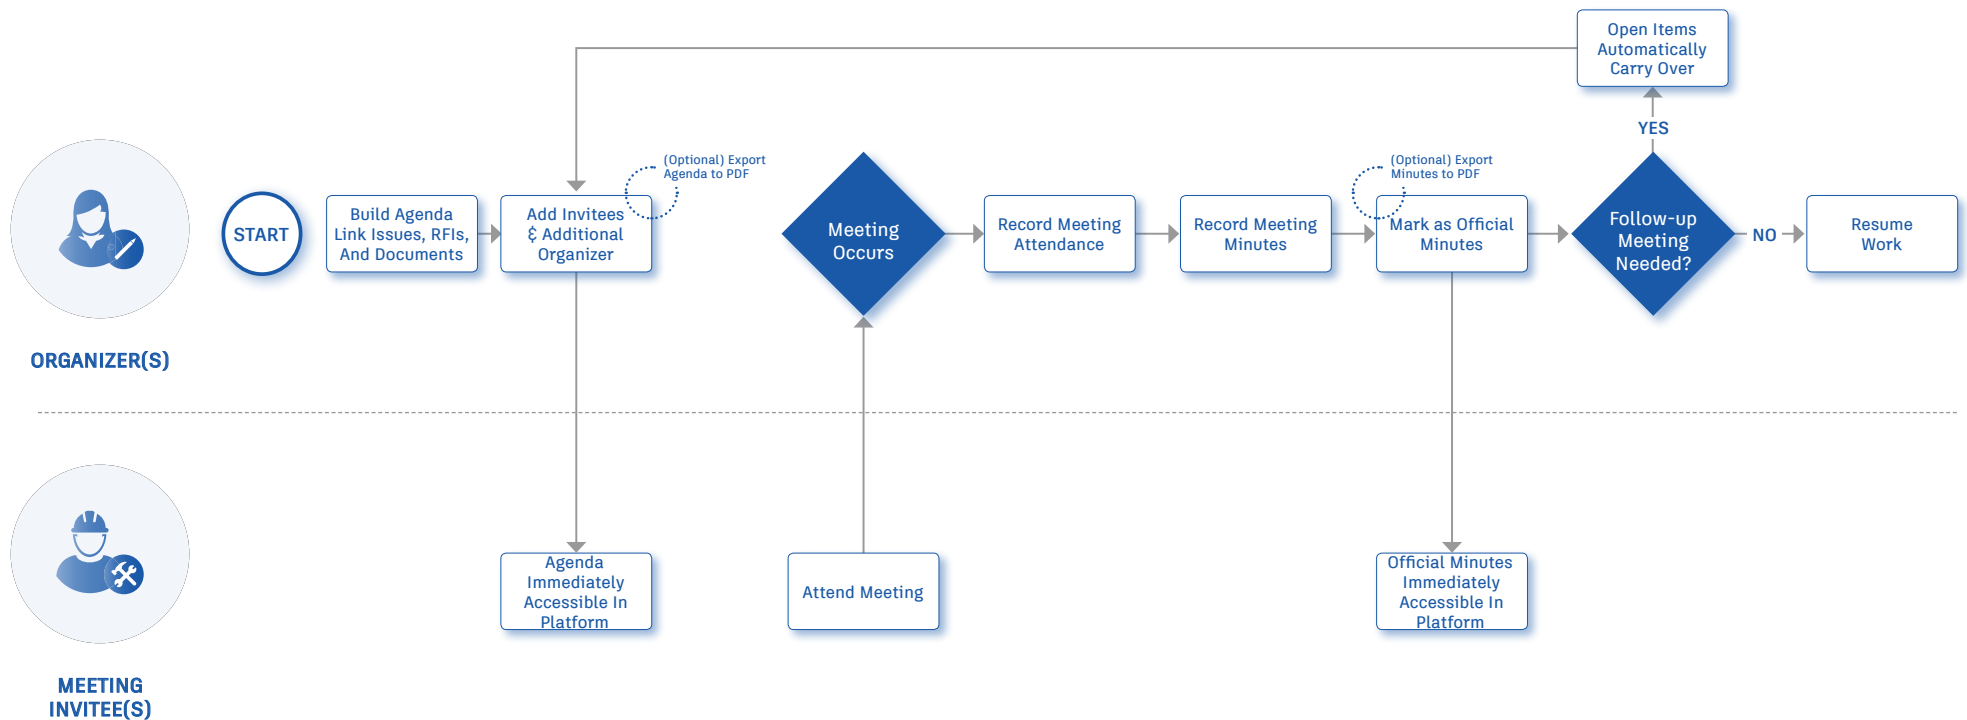 Open Items
Automatically
Carry Over
YES
(Optional) Export
Agenda to PDF
(Optional) Export
Minutes to PDF
START
Build Agenda
Link Issues, RFIs,
And Documents
Add Invitees
& Additional
Organizer
Meeting
Occurs
Record Meeting
Attendance
Record Meeting
Minutes
Mark as Official
Minutes
Follow-up
Meeting
Needed?
NO
Resume
Work
ORGANIZER(S)
Agenda
Immediately
Accessible In
Platform
Attend Meeting
Official Minutes
Immediately
Accessible In
Platform
MEETING
INVITEE(S)